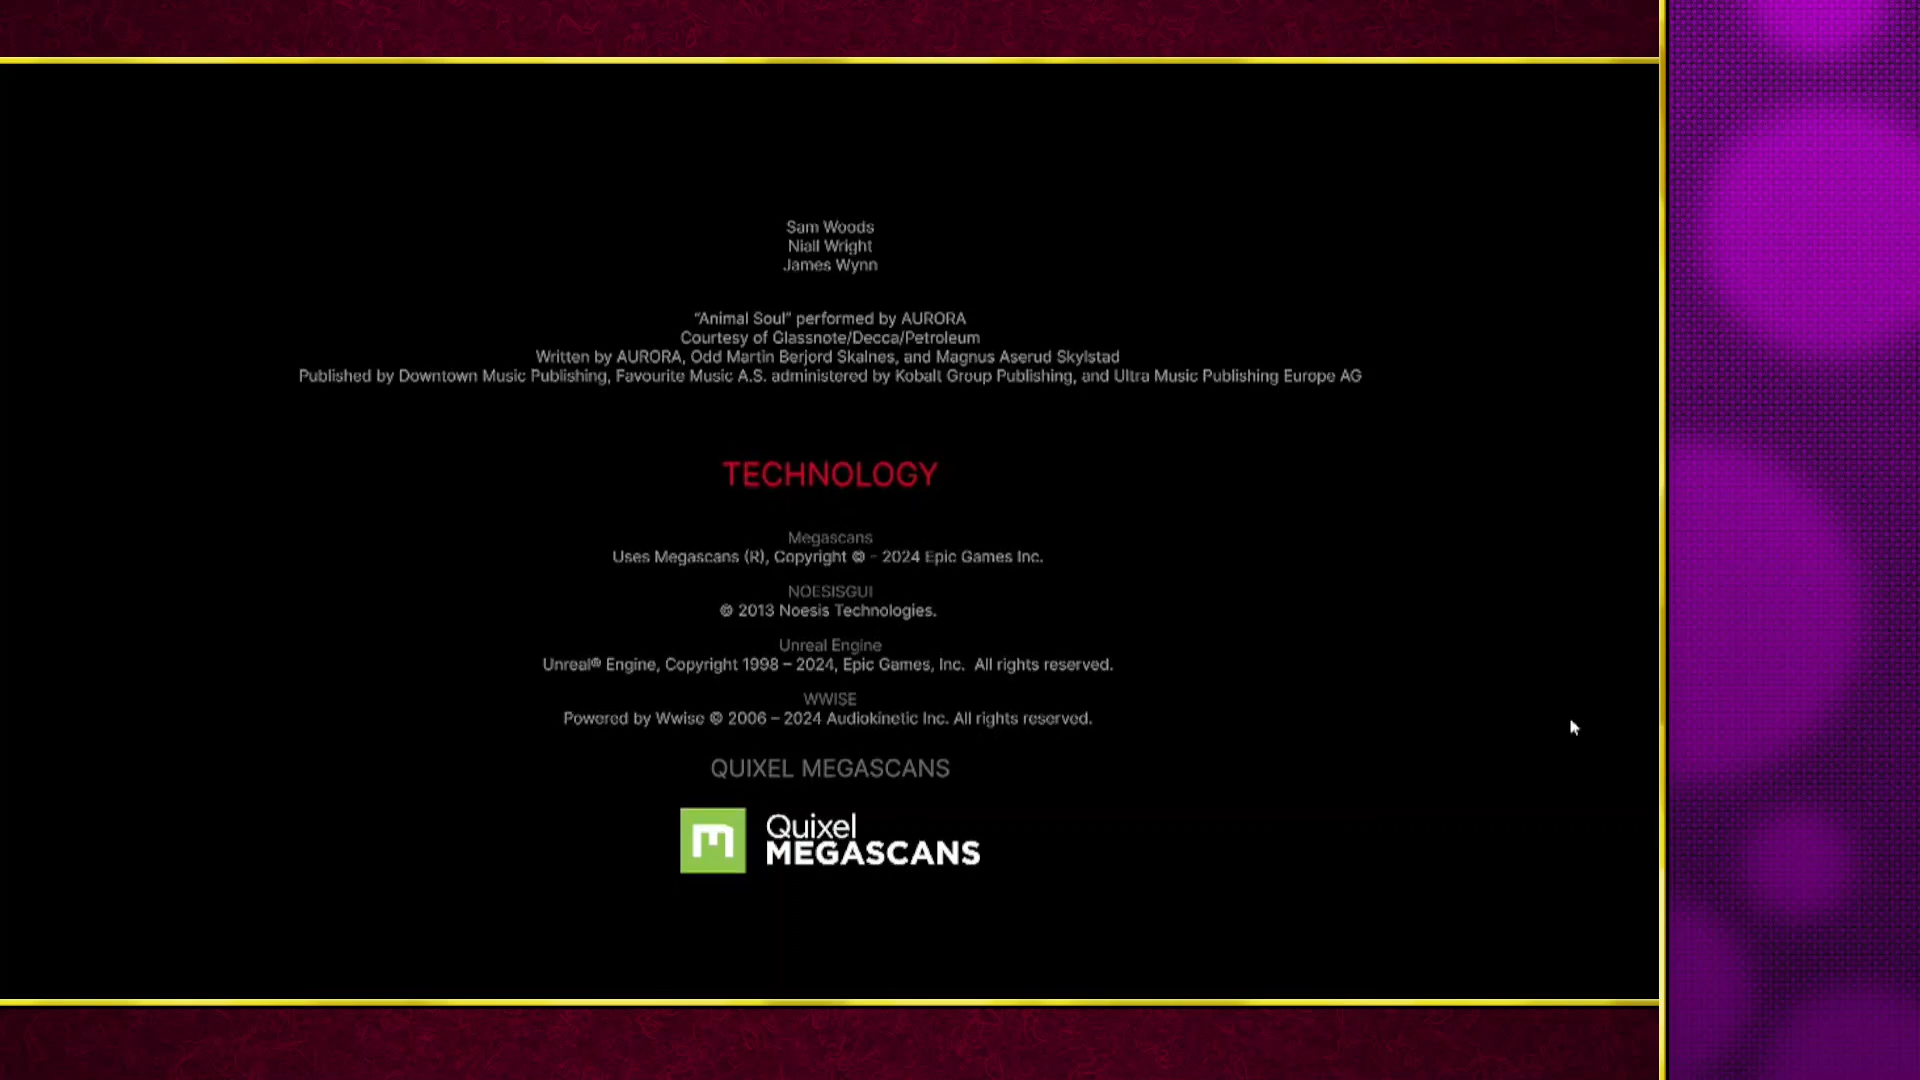 Sam Woods
Niall Wright
James Wynn
“Animal Soul” performed by AURORA
Courtesy of Glassnote/Decca/Petroleum
Written by AURORA, Odd Martin Berjord Skalnes, and Magnus Aserud Skylstad
Published by Downtown Music Publishing, Favourite Music A.S. administered by Kobalt Group Publishing, and Ultra Music Publishing Europe AG
TECHNOLOGY
Megascans
Uses Megascans (R), Copyright © - 2024 Epic Games Inc.
NOESISGUI
© 2013 Noesis Technologies.
Unreal Engine
Unreal® Engine, Copyright 1998 – 2024, Epic Games, Inc. All rights reserved.
WWISE
Powered by Wwise © 2006 – 2024 Audiokinetic Inc. All rights reserved.
QUIXEL MEGASCANS
Quixel
MEGASCANS